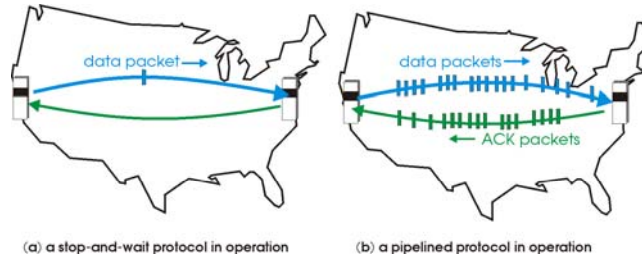 data packet
data packets
ACK packets
(a) a stop-and-wait protocol in operation
(b) a pipelined protocol in operation